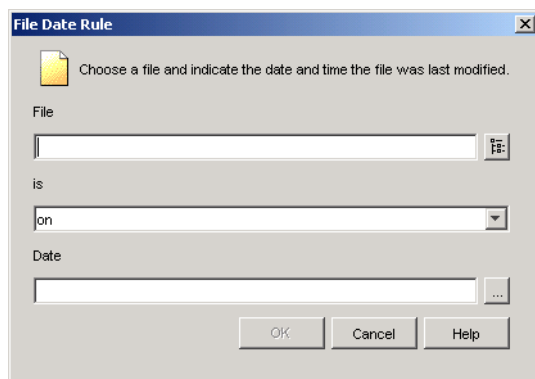 File Date Rule
Choose a file and indicate the date and time the file was last modified.
File
is
on
Date
...
OK Cancel Help